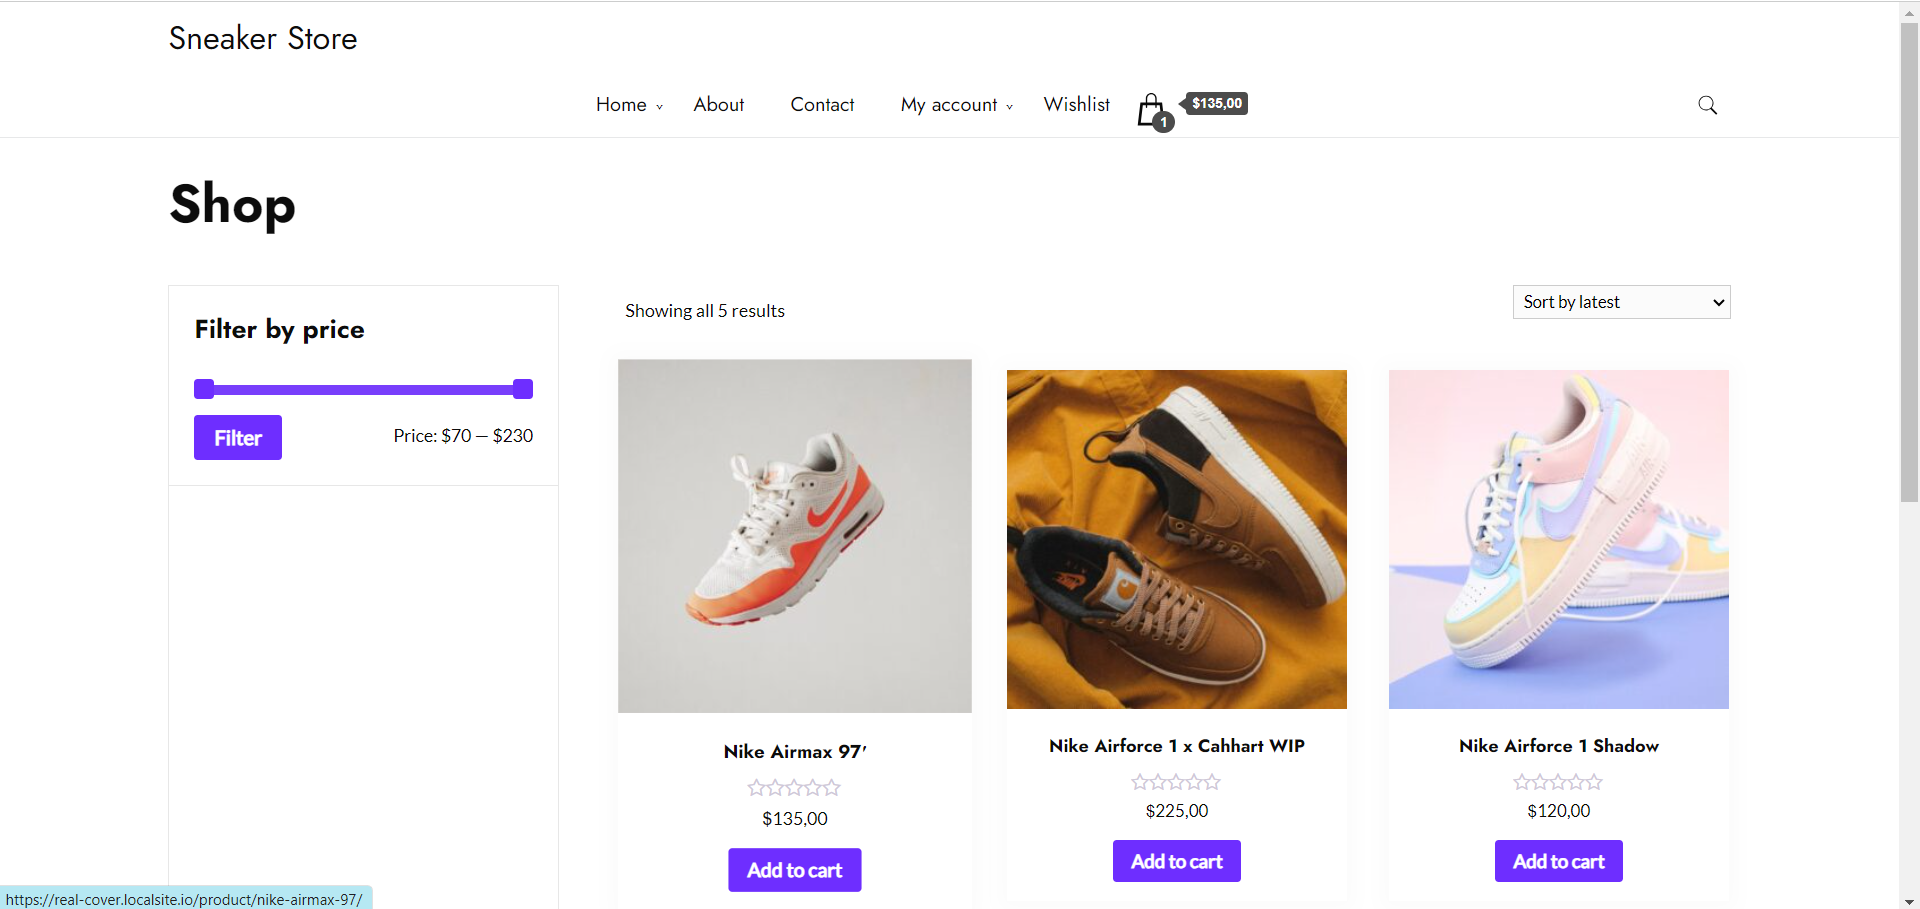 Sneaker Store
Home About Contact My account Wishlist 1 $135,00
Shop
Filter by price
Filter Price: $70 — $230
Showing all 5 results
Sort by latest
Nike Airmax 97'
$135,00
Add to cart
Nike Airforce 1 x Cahhart WIP
$225,00
Add to cart
Nike Airforce 1 Shadow
$120,00
Add to cart
https://real-cover.localsite.io/product/nike-airmax-97/